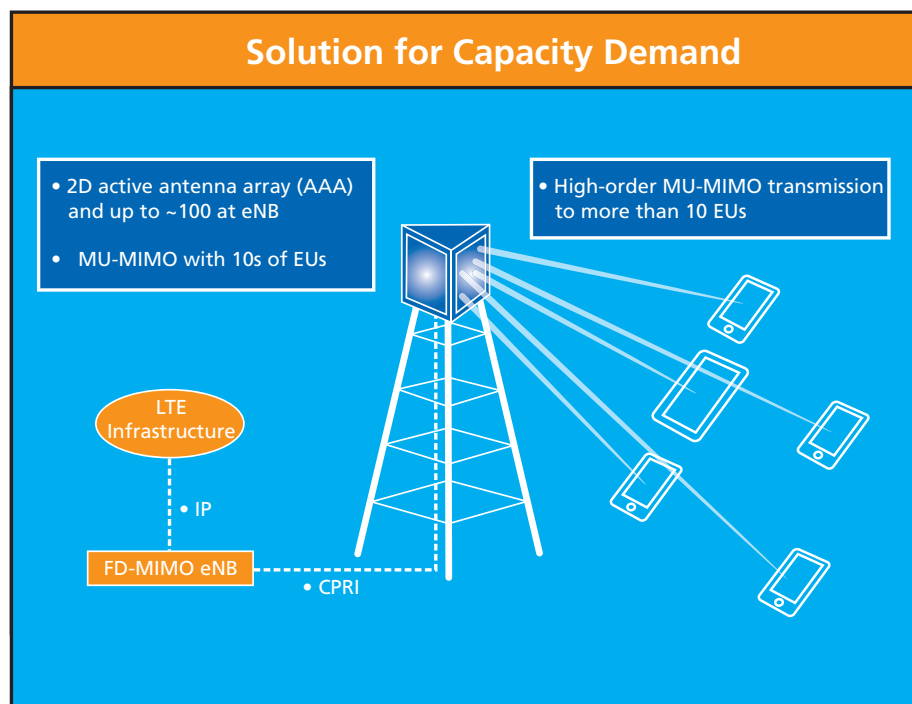 Solution for Capacity Demand
• 2D active antenna array (AAA)
and up to ~100 at eNB
• MU-MIMO with 10s of EUs
• High-order MU-MIMO transmission
to more than 10 EUs
LTE
Infrastructure
• IP
FD-MIMO eNB
• CPRI